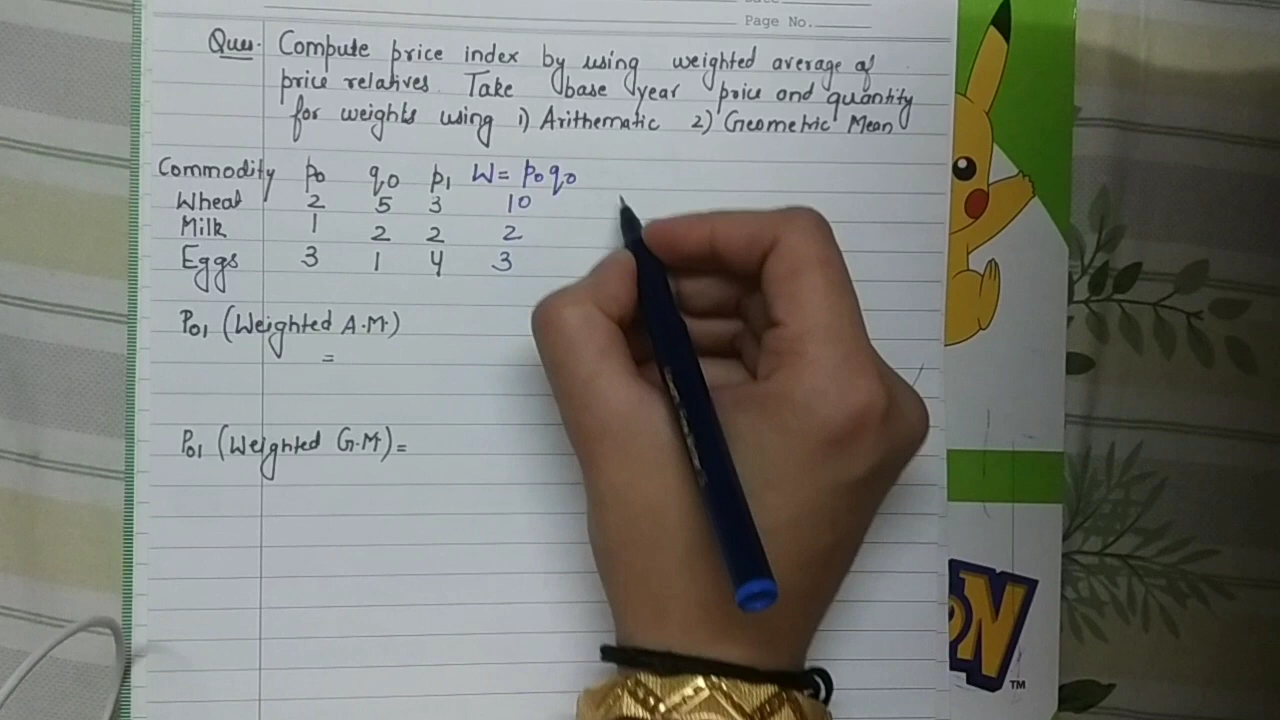 Page No.
Ques. Compute price index by using weighted average of
price relatives. Take base year price and quantity
for weights using 1) Arithematic 2) Geometric Mean
Commodity p0 q0 p1 W = p0q0
Wheat 2 5 3 10
Milk 1 2 2 2
Eggs 3 1 4 3
P01 (Weighted A.M)
=
P01 (Weighted G.M) =
N
TM